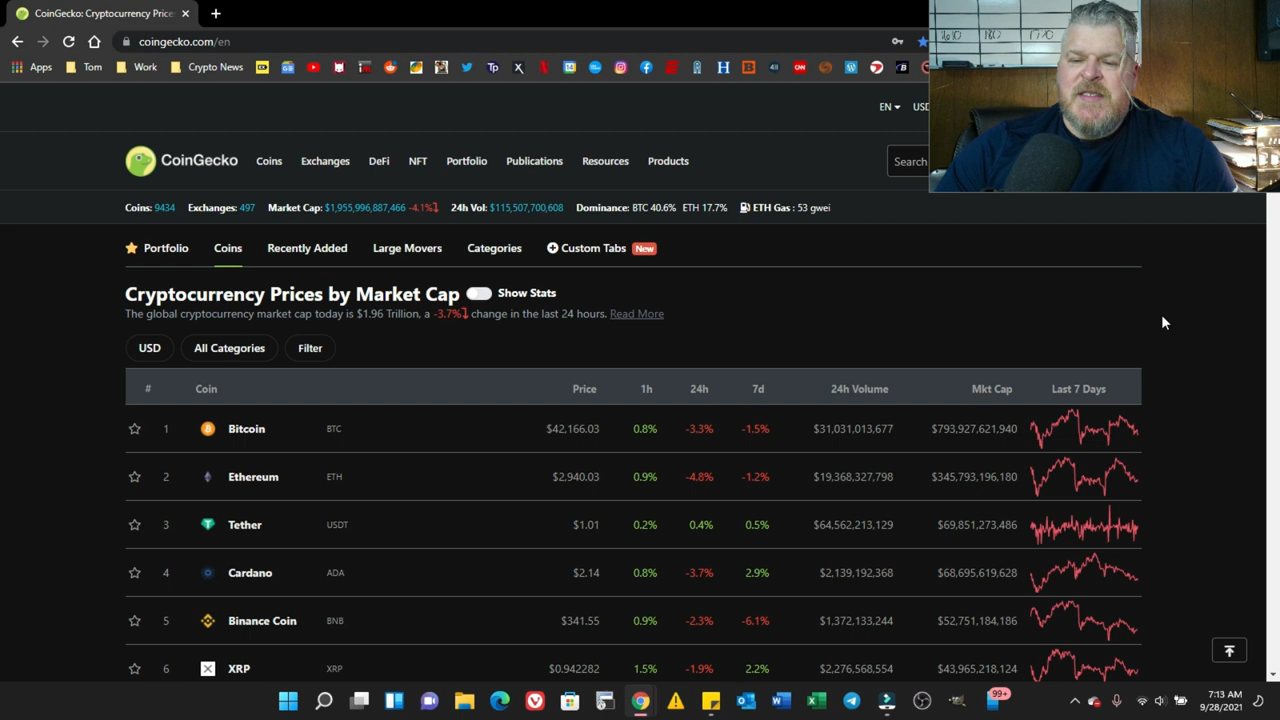 CoinGecko: Cryptocurrency Price
coingecko.com/en
Apps Tom Work Crypto News Tp
1610 180
EN USD
CoinGecko Coins Exchanges DeFi NFT Portfolio Publications Resources Products Search
Coins: 9434 Exchanges: 497 Market Cap: $1,955,996,887,466 -4.1% 24h Vol: $115,507,700,608 Dominance: BTC 40.6% ETH 17.7% ETH Gas: 53 gwei
Portfolio Coins Recently Added Large Movers Categories Custom Tabs New
Cryptocurrency Prices by Market Cap Show Stats
The global cryptocurrency market cap today is $1.96 Trillion, a -3.7% change in the last 24 hours. Read More
USD All Categories Filter
# Coin Price 1h 24h 7d 24h Volume Mkt Cap Last 7 Days
1 Bitcoin BTC $42,166.03 0.8% -3.3% -1.5% $31,031,013,677 $793,927,621,940
2 Ethereum ETH $2,940.03 0.9% -4.8% -1.2% $19,368,327,798 $345,793,196,180
3 Tether USDT $1.01 0.2% 0.4% 0.5% $64,562,213,129 $69,851,273,486
4 Cardano ADA $2.14 0.8% -3.7% 2.9% $2,139,192,368 $68,695,619,628
5 Binance Coin BNB $341.55 0.9% -2.3% -6.1% $1,372,133,244 $52,751,184,186
6 XRP XRP $0.942282 1.5% -1.9% 2.2% $2,276,568,554 $43,965,218,124
99+
7:13 AM
9/28/2021